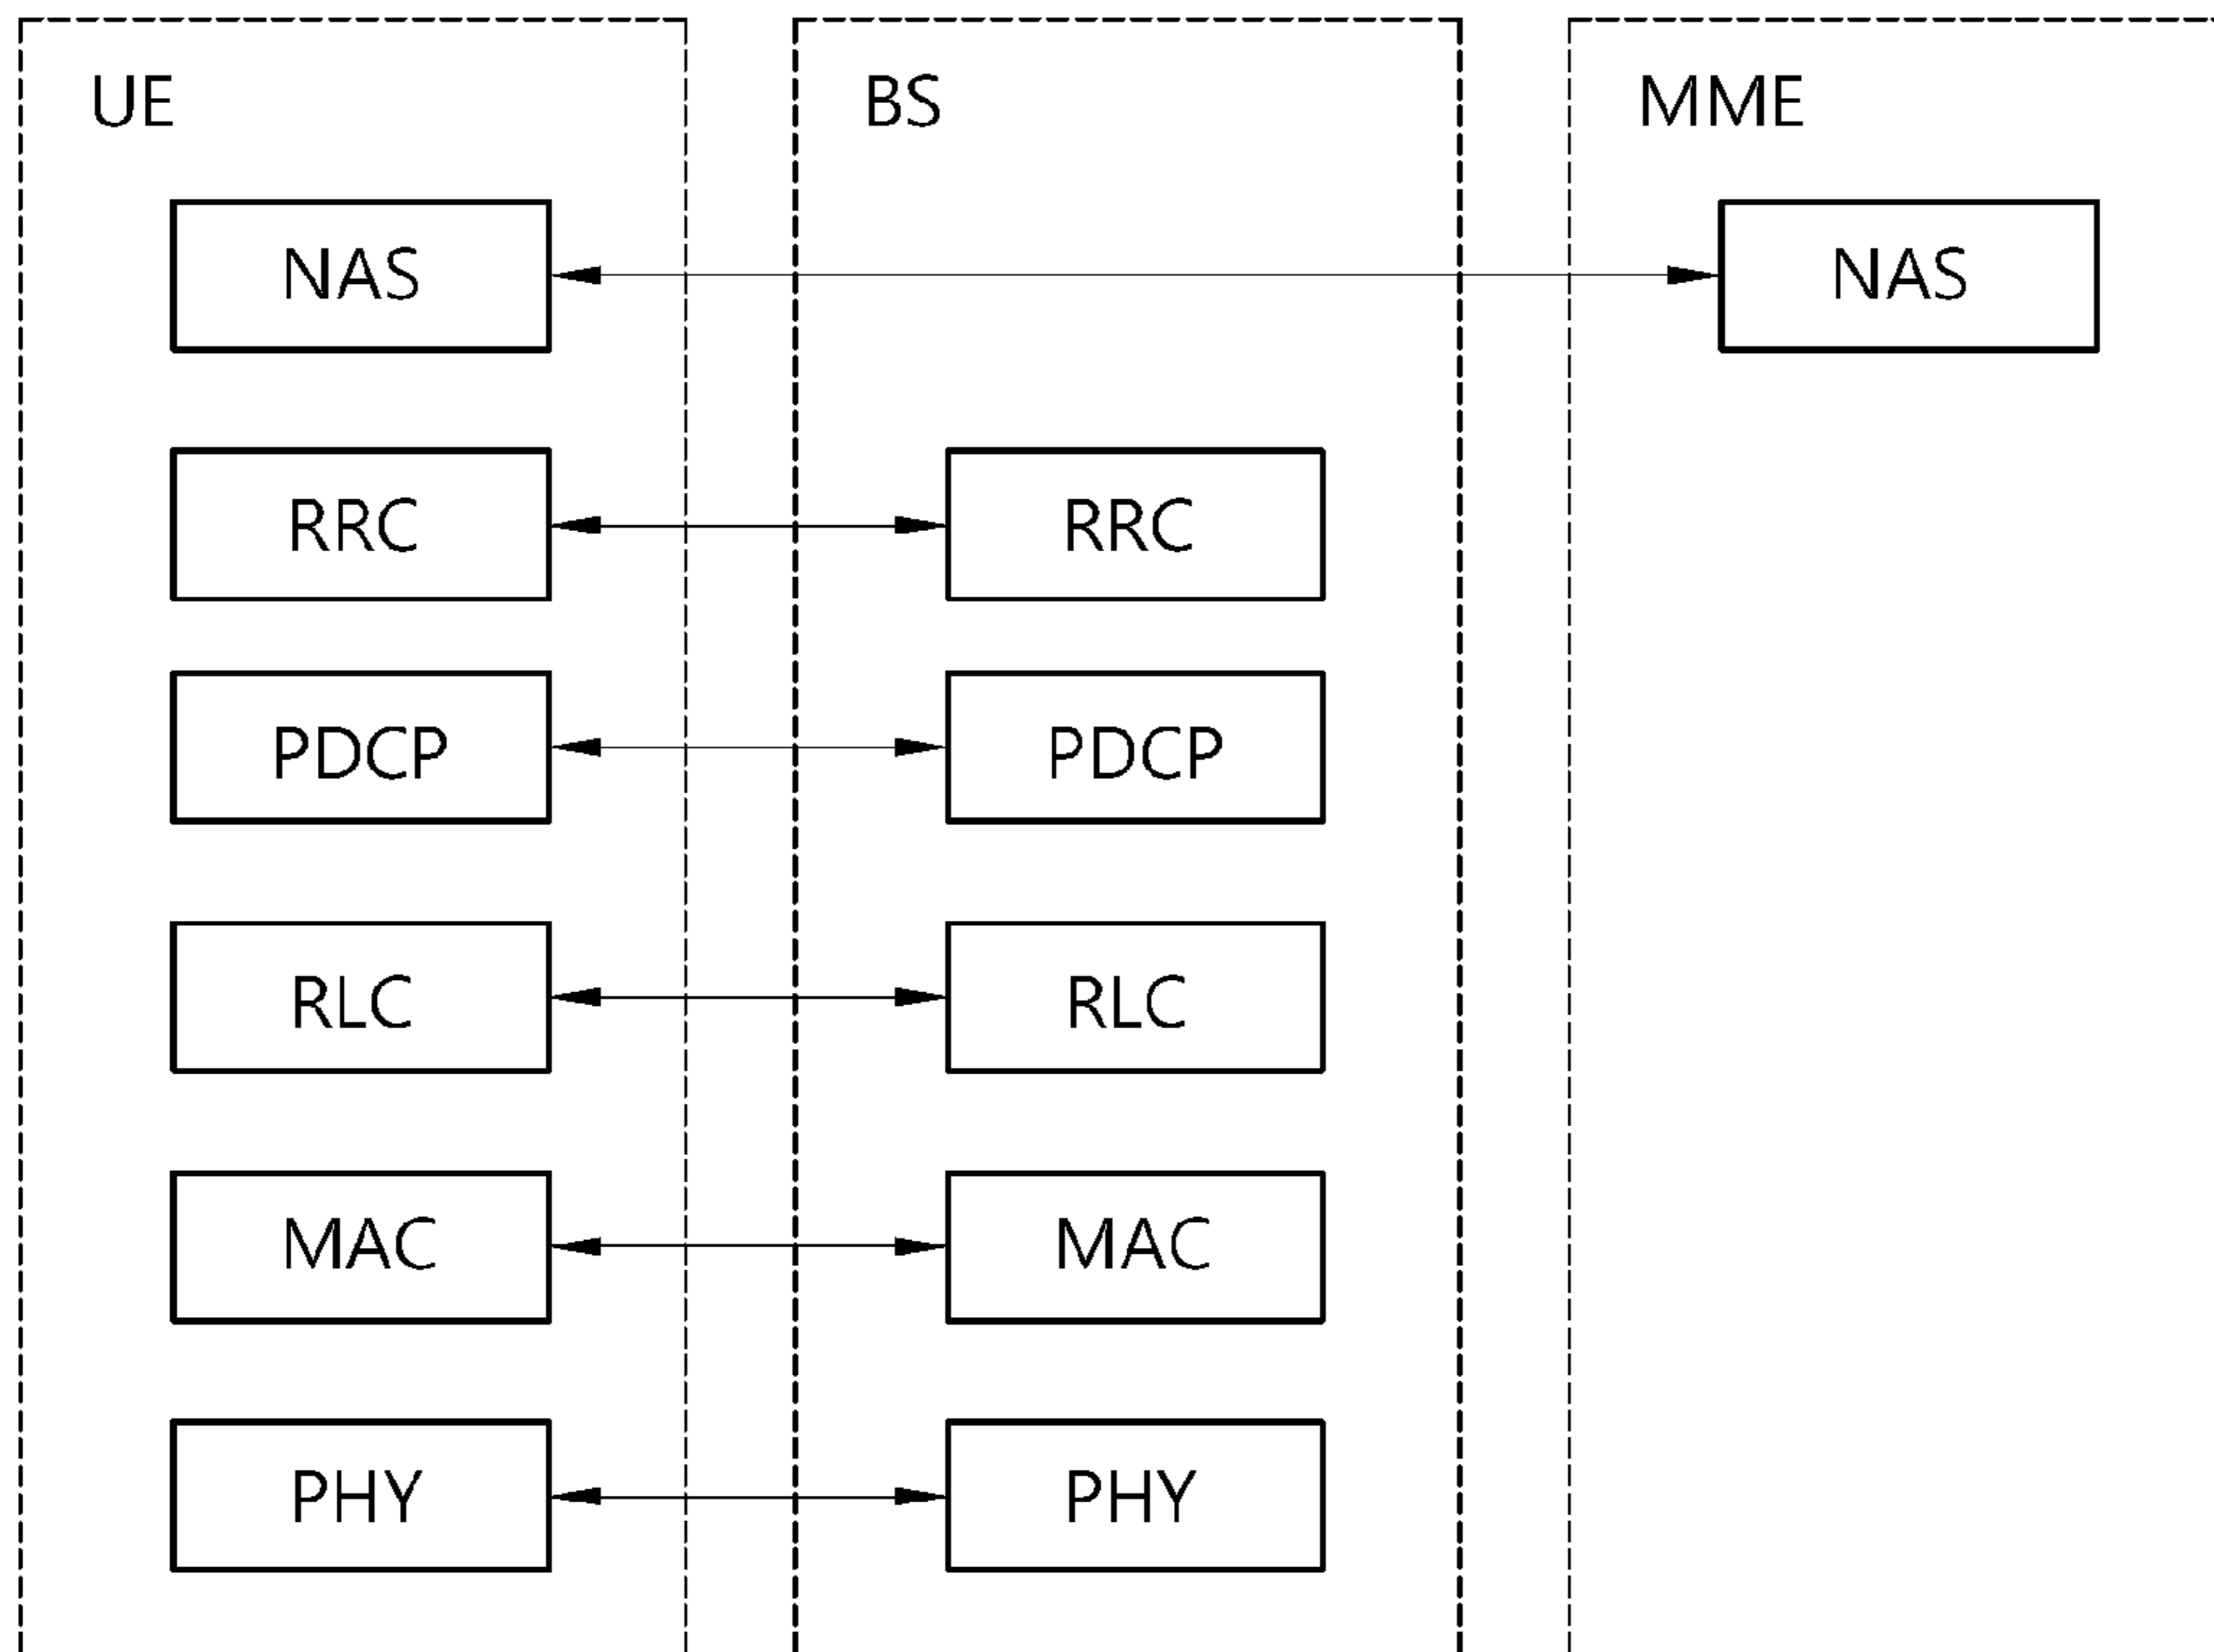 UE BS MME
NAS NAS
RRC RRC
PDCP PDCP
RLC RLC
MAC MAC
PHY PHY